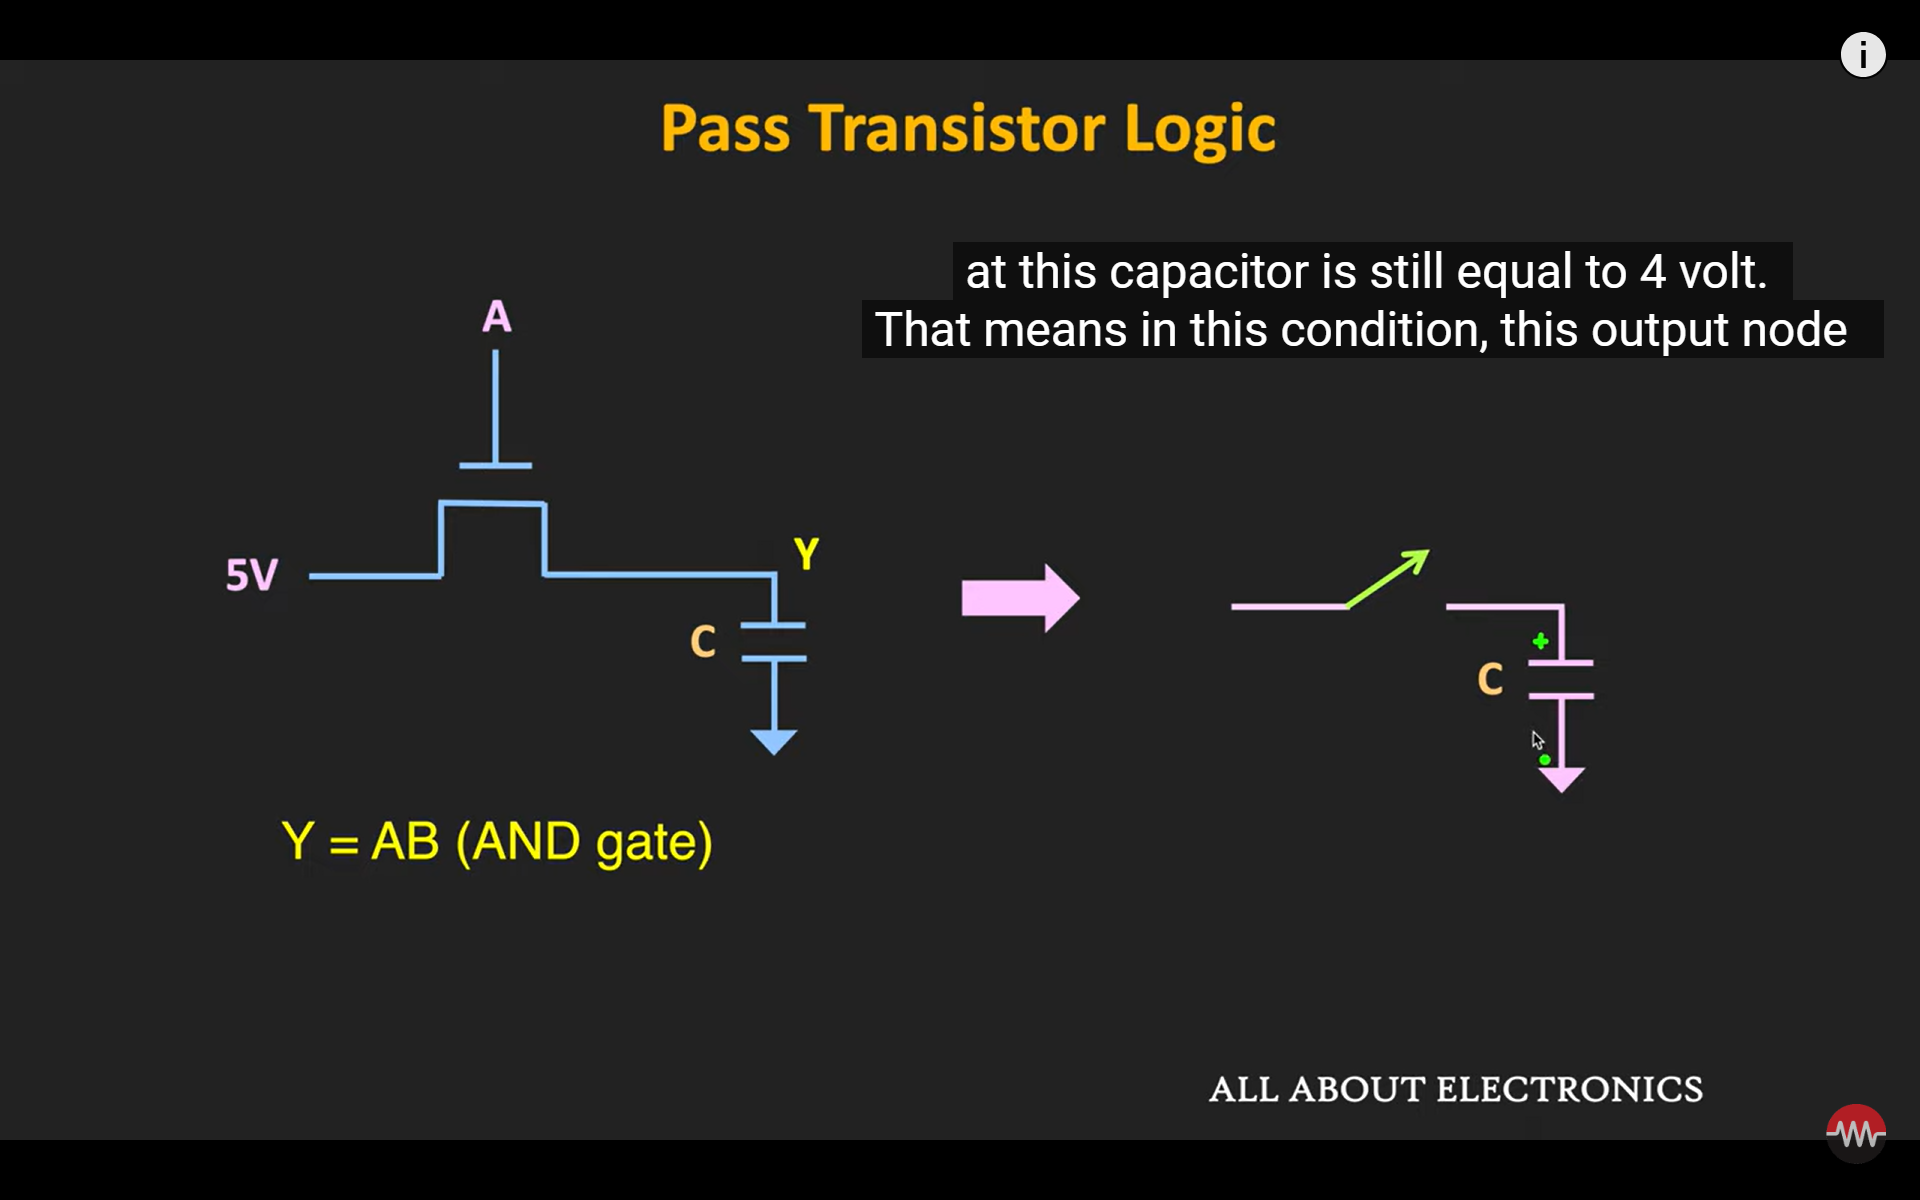 i
Pass Transistor Logic
at this capacitor is still equal to 4 volt.
That means in this condition, this output node
A
5V
Y
C
+
C
Y = AB (AND gate)
ALL ABOUT ELECTRONICS